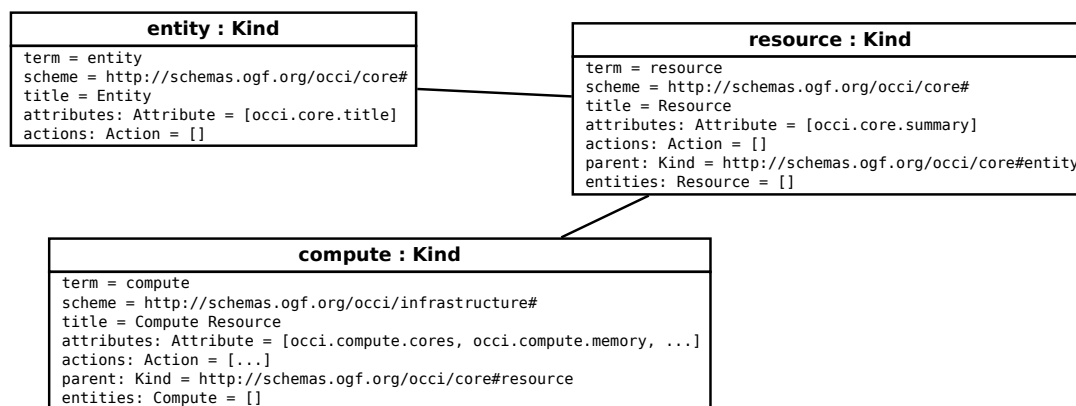 entity : Kind
term = entity
scheme = http://schemas.ogf.org/occi/core#
title = Entity
attributes: Attribute = [occi.core.title]
actions: Action = []
resource : Kind
term = resource
scheme = http://schemas.ogf.org/occi/core#
title = Resource
attributes: Attribute = [occi.core.summary]
actions: Action = []
parent: Kind = http://schemas.ogf.org/occi/core#entity
entities: Resource = []
compute : Kind
term = compute
scheme = http://schemas.ogf.org/occi/infrastructure#
title = Compute Resource
attributes: Attribute = [occi.compute.cores, occi.compute.memory, ...]
actions: Action = [...]
parent: Kind = http://schemas.ogf.org/occi/core#resource
entities: Compute = []